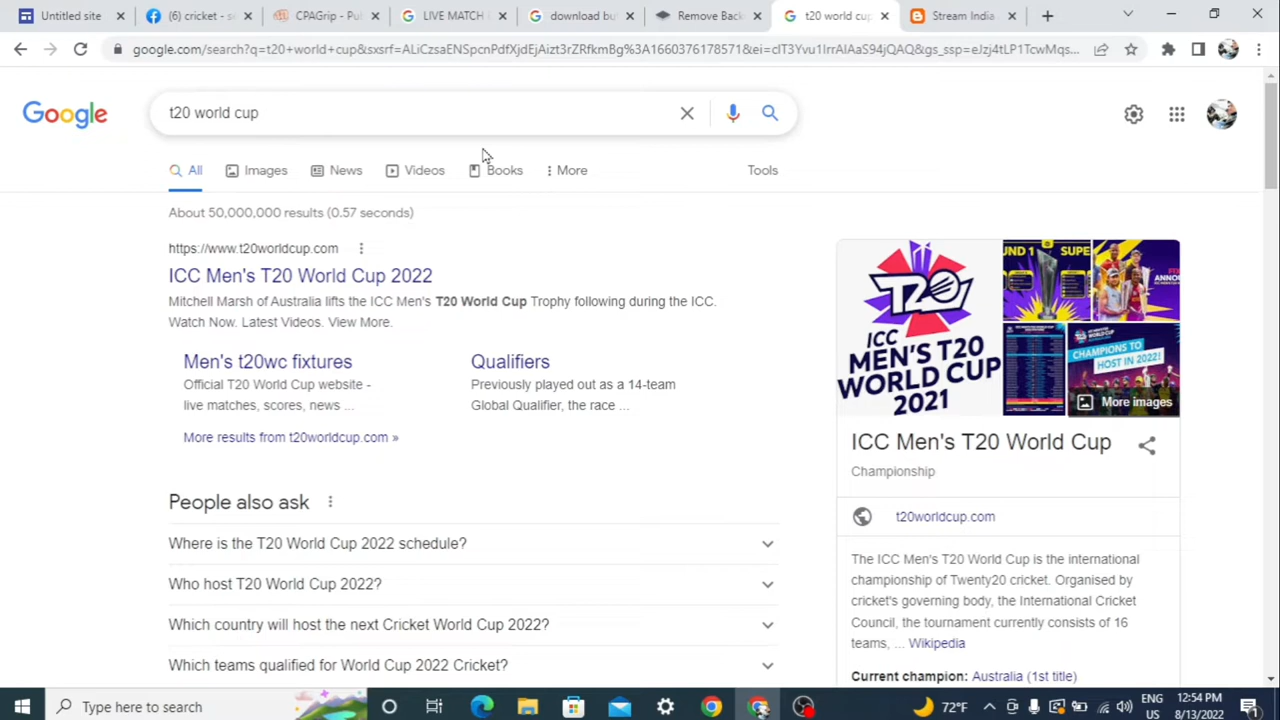 Untitled site
(6) cricket - s
CPAGrip - Pu
LIVE MATCH
download bu
Remove Back
t20 world cup
Stream India
google.com/search?q=t20+world+cup&sxsrf=ALiCzsaENSpcnPdfXjdEjAizt3rZRfkmBg%3A1660376178571&ei=cIT3Yvu1IrrAlAaS94jQAQ&gs_ssp=eJzj4tLP1TcwMqs...
Google
t20 world cup
All
Images
News
Videos
Books
More
Tools
About 50,000,000 results (0.57 seconds)
https://www.t20worldcup.com
ICC Men's T20 World Cup 2022
Mitchell Marsh of Australia lifts the ICC Men's T20 World Cup Trophy following during the ICC.
Watch Now. Latest Videos. View More.
Men's t20wc fixtures
Official T20 World Cup website -
live matches, scores, news ...
Qualifiers
Previously played out as a 14-team
Global Qualifier, the race ...
More results from t20worldcup.com »
People also ask
Where is the T20 World Cup 2022 schedule?
Who host T20 World Cup 2022?
Which country will host the next Cricket World Cup 2022?
Which teams qualified for World Cup 2022 Cricket?
T20
ICC
MEN'S T20
WORLD CUP
2021
CHAMPIONS TO
HOST IN 2022!
More images
ICC Men's T20 World Cup
Championship
t20worldcup.com
The ICC Men's T20 World Cup is the international
championship of Twenty20 cricket. Organised by
cricket's governing body, the International Cricket
Council, the tournament currently consists of 16
teams, ... Wikipedia
Current champion: Australia (1st title)
Type here to search
72°F
ENG
US
12:54 PM
8/13/2022
1